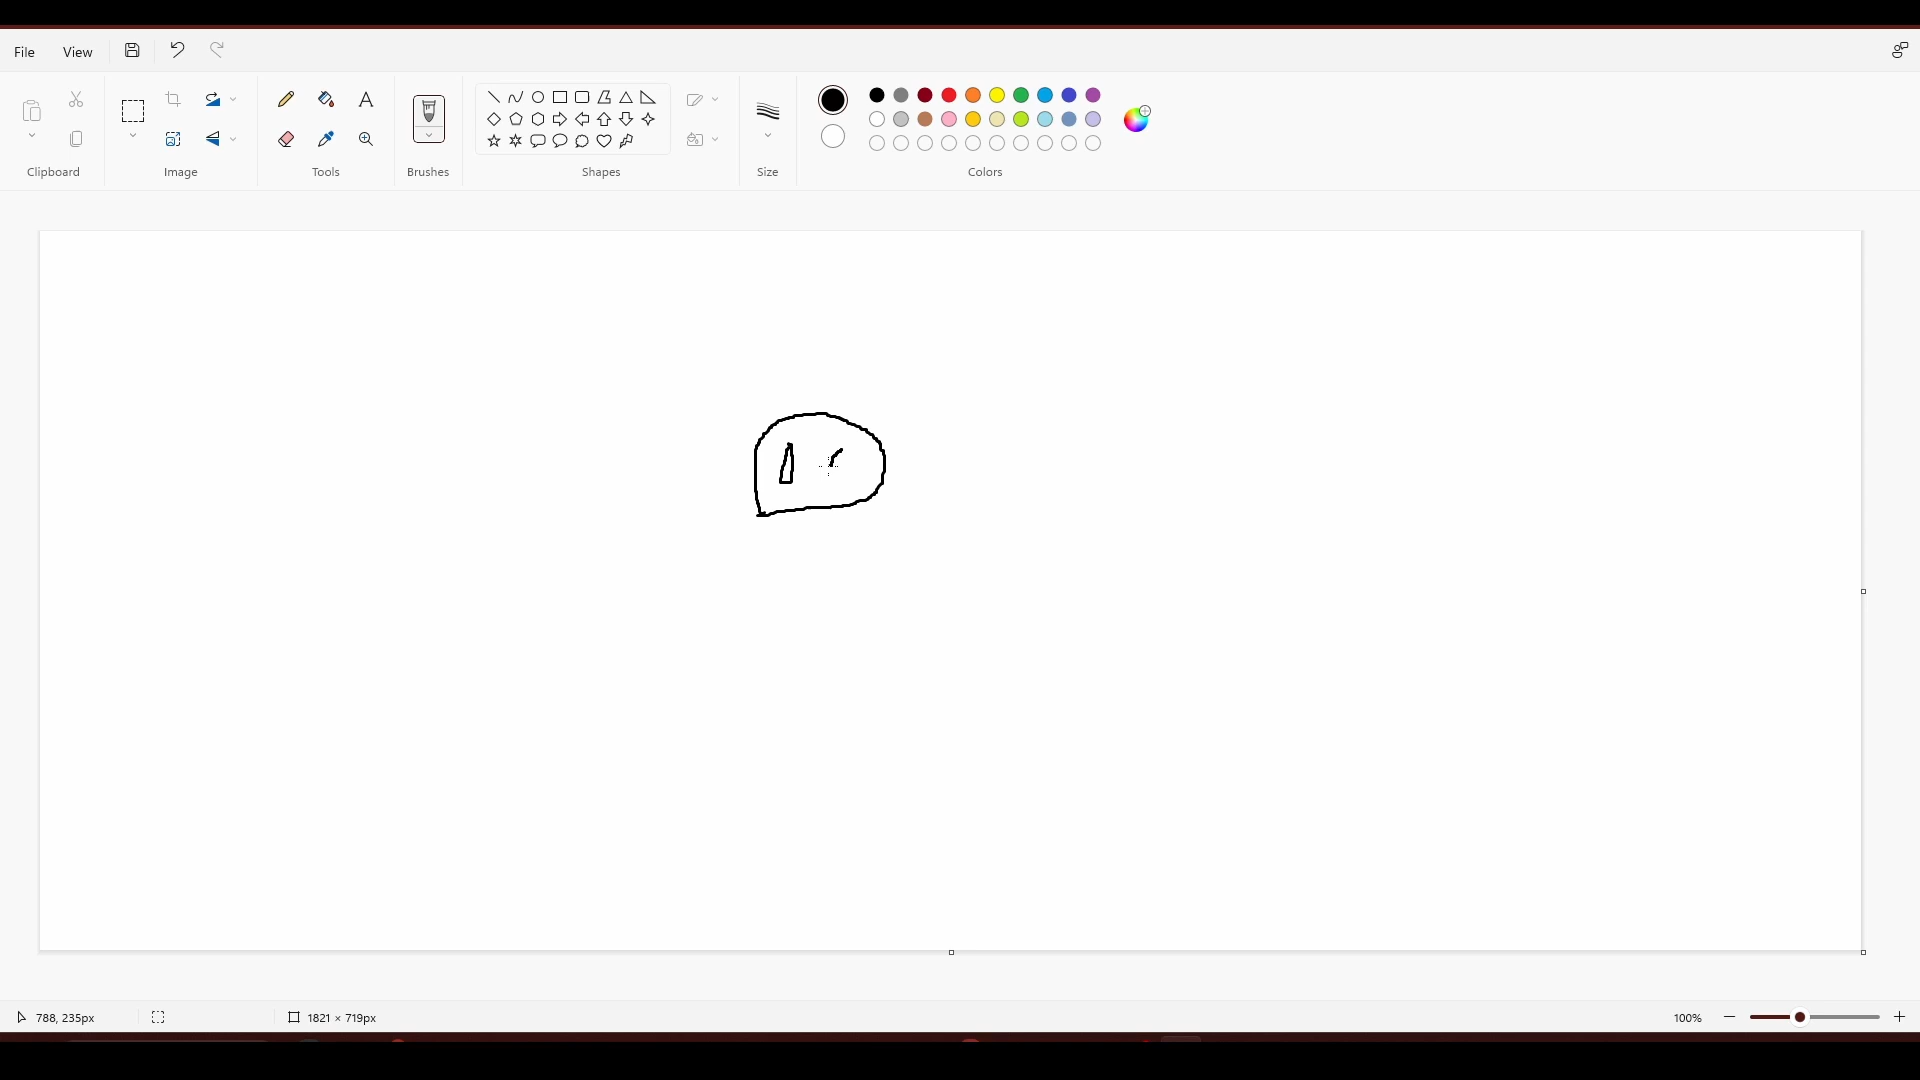 File View
Clipboard Image Tools Brushes Shapes Size Colors
788, 235px 1821 × 719px 100%